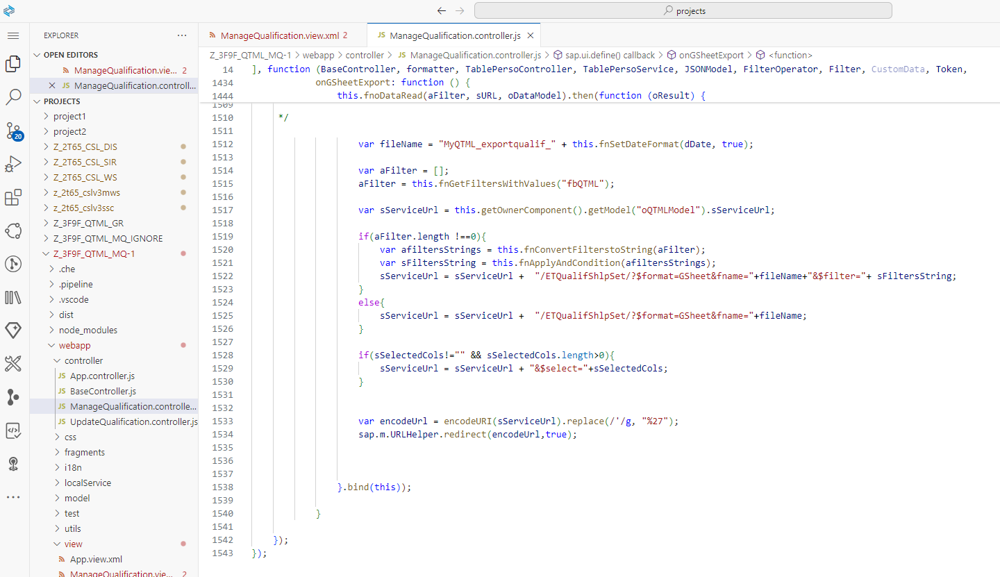 projects
EXPLORER
OPEN EDITORS
ManageQualification.vie... 2
JS ManageQualification.controll...
PROJECTS
project1
project2
Z_2T65_CSL_DIS
Z_2T65_CSL_SIR
Z_2T65_CSL_WS
z_2t65_cslv3mws
z_2t65_cslv3ssc
Z_3F9F_QTML_GR
Z_3F9F_QTML_MQ_IGNORE
Z_3F9F_QTML_MQ-1
.che
.pipeline
.vscode
dist
node_modules
webapp
controller
JS App.controller.js
JS BaseController.js
JS ManageQualification.controlle...
JS UpdateQualification.controller.js
css
fragments
i18n
localService
model
test
utils
view
App.view.xml
ManageQualification.vie... 2
20
ManageQualification.view.xml 2
JS ManageQualification.controller.js
Z_3F9F_QTML_MQ-1 > webapp > controller > JS ManageQualification.controller.js > sap.ui.define() callback > onGSheetExport > <function>
14 ], function (BaseController, formatter, TablePersoController, TablePersoService, JSONModel, FilterOperator, Filter, CustomData, Token,
1434 onGSheetExport: function () {
1444 this.fnoDataRead(aFilter, sURL, oDataModel).then(function (oResult) {
1509
1510 */
1511
1512 var fileName = "MyQTML_exportqualif_" + this.fnSetDateFormat(dDate, true);
1513
1514 var aFilter = [];
1515 aFilter = this.fnGetFiltersWithValues("fbQTML");
1516
1517 var sServiceUrl = this.getOwnerComponent().getModel("oQTMLModel").sServiceUrl;
1518
1519 if(aFilter.length !==0){
1520 var afiltersStrings = this.fnConvertFilterstoString(aFilter);
1521 var sFiltersString = this.fnApplyAndCondition(afiltersStrings);
1522 sServiceUrl = sServiceUrl +  "/ETQualifShlpSet/?$format=GSheet&fname="+fileName+"&$filter="+ sFiltersString;
1523 }
1524 else{
1525 sServiceUrl = sServiceUrl +  "/ETQualifShlpSet/?$format=GSheet&fname="+fileName;
1526 }
1527
1528 if(sSelectedCols!="" && sSelectedCols.length>0){
1529 sServiceUrl = sServiceUrl + "&$select="+sSelectedCols;
1530 }
1531
1532
1533 var encodeUrl = encodeURI(sServiceUrl).replace(/'/g, "%27");
1534 sap.m.URLHelper.redirect(encodeUrl,true);
1535
1536
1537
1538 }.bind(this));
1539
1540 }
1541
1542 });
1543 });